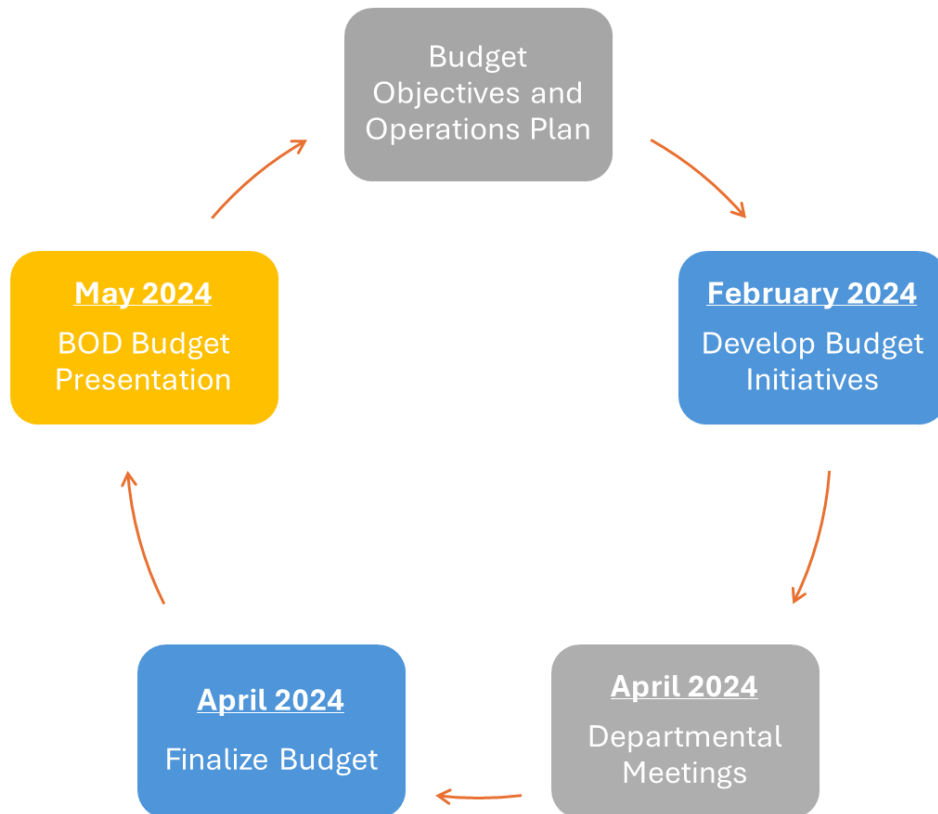 Budget
Objectives and
Operations Plan
February 2024
Develop Budget
Initiatives
April 2024
Departmental
Meetings
April 2024
Finalize Budget
May 2024
BOD Budget
Presentation